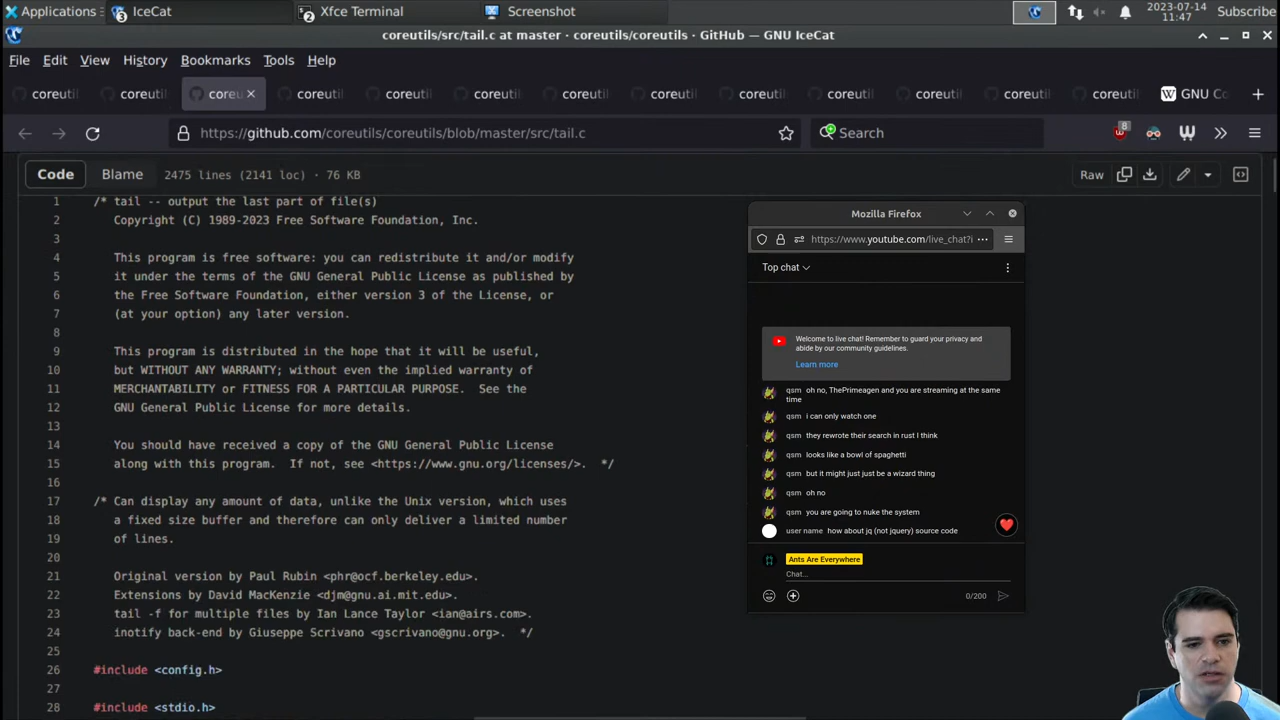 Applications
3 IceCat
2 Xfce Terminal
Screenshot
2023-07-14
11:47
Subscribe
coreutils/src/tail.c at master · coreutils/coreutils · GitHub — GNU IceCat
File Edit View History Bookmarks Tools Help
coreutil coreutil coreu coreutil coreutil coreutil coreutil coreutil coreutil coreutil coreutil coreutil coreutil GNU Co
https://github.com/coreutils/coreutils/blob/master/src/tail.c
Search
8
Code Blame 2475 lines (2141 loc) · 76 KB Raw
1 /* tail -- output the last part of file(s)
2 Copyright (C) 1989-2023 Free Software Foundation, Inc.
3
4 This program is free software: you can redistribute it and/or modify
5 it under the terms of the GNU General Public License as published by
6 the Free Software Foundation, either version 3 of the License, or
7 (at your option) any later version.
8
9 This program is distributed in the hope that it will be useful,
10 but WITHOUT ANY WARRANTY; without even the implied warranty of
11 MERCHANTABILITY or FITNESS FOR A PARTICULAR PURPOSE. See the
12 GNU General Public License for more details.
13
14 You should have received a copy of the GNU General Public License
15 along with this program. If not, see <https://www.gnu.org/licenses/>. */
16
17 /* Can display any amount of data, unlike the Unix version, which uses
18 a fixed size buffer and therefore can only deliver a limited number
19 of lines.
20
21 Original version by Paul Rubin <phr@ocf.berkeley.edu>.
22 Extensions by David MacKenzie <djm@gnu.ai.mit.edu>.
23 tail -f for multiple files by Ian Lance Taylor <ian@airs.com>.
24 inotify back-end by Giuseppe Scrivano <gscrivano@gnu.org>. */
25
26 #include <config.h>
27
28 #include <stdio.h>
Mozilla Firefox
https://www.youtube.com/live_chat?i
Top chat
Welcome to live chat! Remember to guard your privacy and
abide by our community guidelines.
Learn more
qsm oh no, ThePrimeagen and you are streaming at the same
time
qsm i can only watch one
qsm they rewrote their search in rust I think
qsm looks like a bowl of spaghetti
qsm but it might just just be a wizard thing
qsm oh no
qsm you are going to nuke the system
user name how about jq (not jquery) source code
Ants Are Everywhere
Chat...
0/200